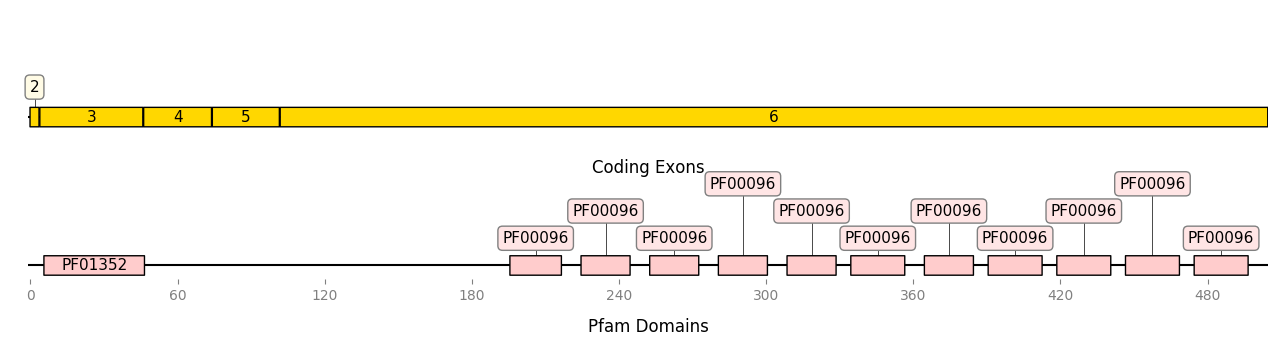 2
3 4 5 6
Coding Exons
PF00096 PF00096
PF00096 PF00096 PF00096 PF00096
PF00096 PF00096 PF00096 PF00096 PF00096
PF01352
0 60 120 180 240 300 360 420 480
Pfam Domains